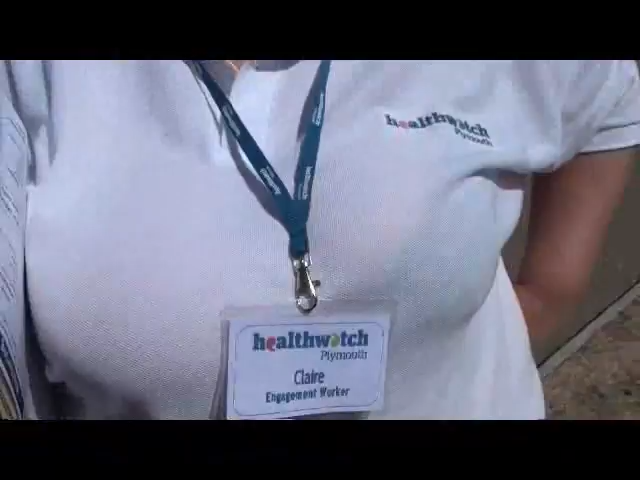 healthwatch
Plymouth
healthwatch
Plymouth
Claire
Engagement Worker